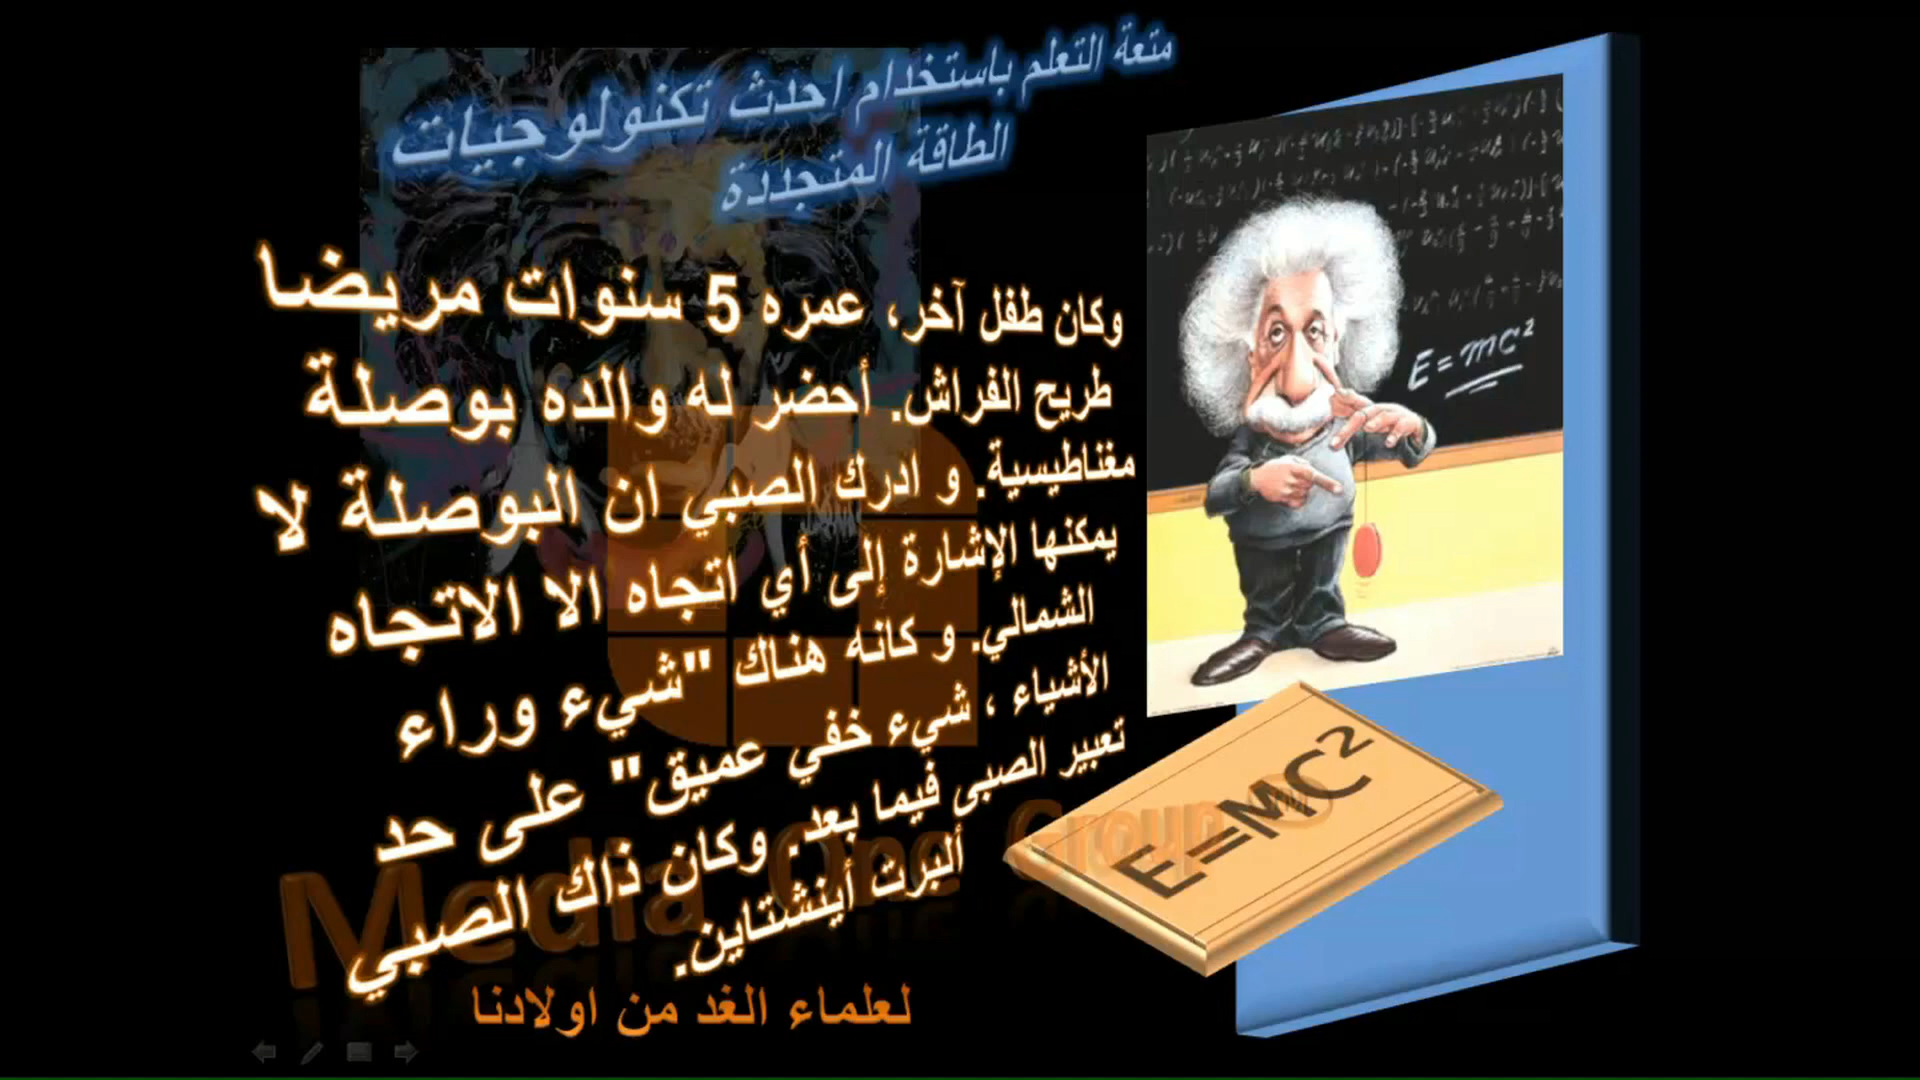 متعة التعلم باستخدام احدث تكنولوجيات
الطاقة المتجددة
وكان طفل آخر، عمره 5 سنوات مريضا
طريح الفراش. أحضر له والده بوصلة
مغناطيسية. و ادرك الصبي ان البوصلة لا
يمكنها الإشارة إلى أي اتجاه الا الاتجاه
الشمالي. و كانه هناك "شيء وراء
الأشياء ، شيء خفي عميق" على حد
تعبير الصبى فيما بعد. وكان ذاك الصبي
ألبرت أينشتاين.
لعلماء الغد من اولادنا
E=mc²
E=MC²
Media One Group